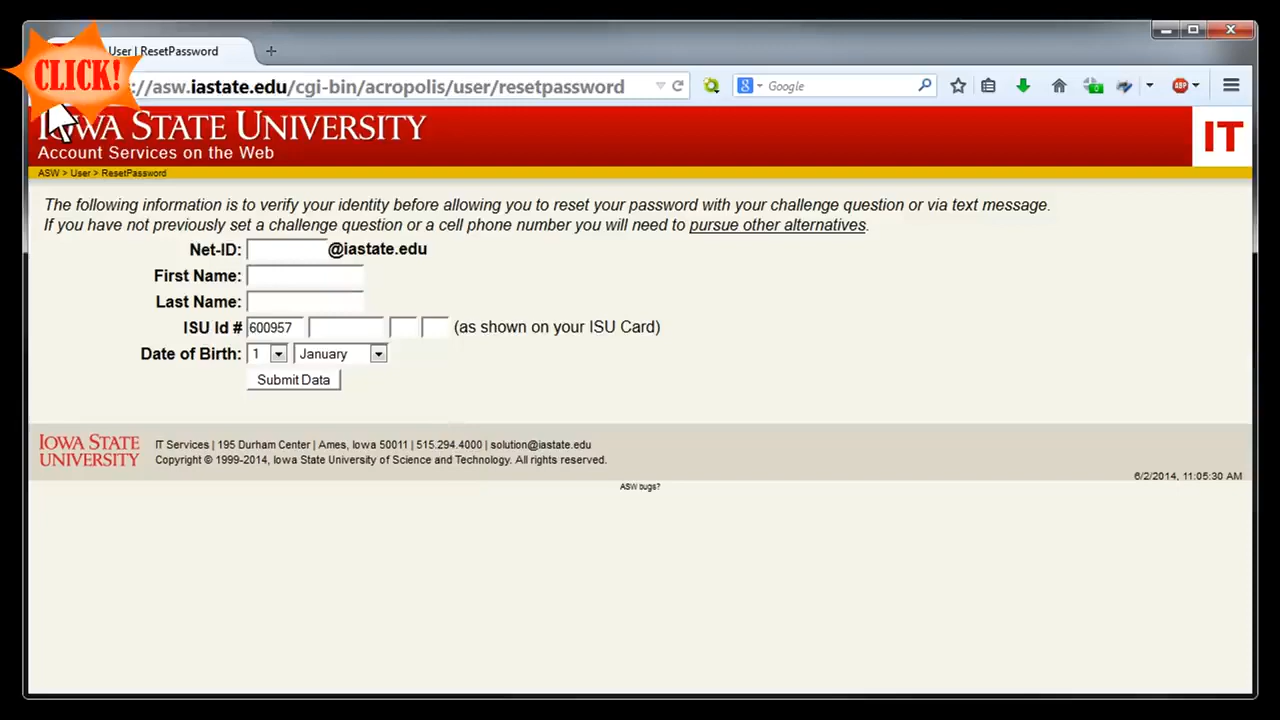 CLICK!
User | ResetPassword
://asw.iastate.edu/cgi-bin/acropolis/user/resetpassword
Google
IOWA STATE UNIVERSITY
Account Services on the Web
IT
ASW > User > ResetPassword
The following information is to verify your identity before allowing you to reset your password with your challenge question or via text message.
If you have not previously set a challenge question or a cell phone number you will need to pursue other alternatives.
Net-ID: @iastate.edu
First Name:
Last Name:
ISU Id # 600957 (as shown on your ISU Card)
Date of Birth: 1 January
Submit Data
IOWA STATE
UNIVERSITY
IT Services | 195 Durham Center | Ames, Iowa 50011 | 515.294.4000 | solution@iastate.edu
Copyright © 1999-2014, Iowa State University of Science and Technology. All rights reserved.
6/2/2014, 11:05:30 AM
ASW bugs?